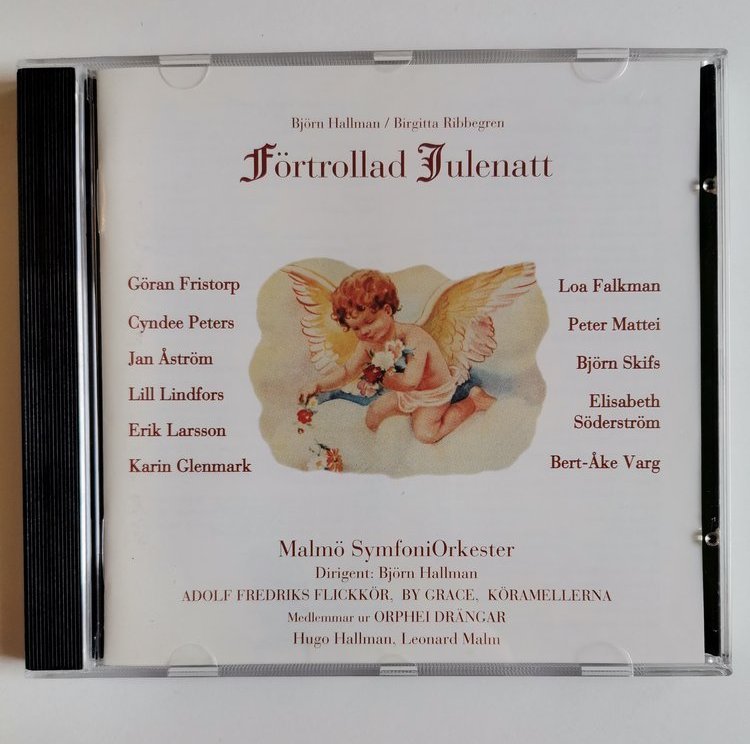 Björn Hallman / Birgitta Ribbegren
Förtrollad Julenatt
Göran Fristorp
Cyndee Peters
Jan Åström
Lill Lindfors
Erik Larsson
Karin Glenmark
Loa Falkman
Peter Mattei
Björn Skifs
Elisabeth
Söderström
Bert-Åke Varg
Malmö SymfoniOrkester
Dirigent: Björn Hallman
ADOLF FREDRIKS FLICKKÖR, BY GRACE, KÖRAMELLERNA
Medlemmar ur ORPHEI DRÄNGAR
Hugo Hallman, Leonard Malm